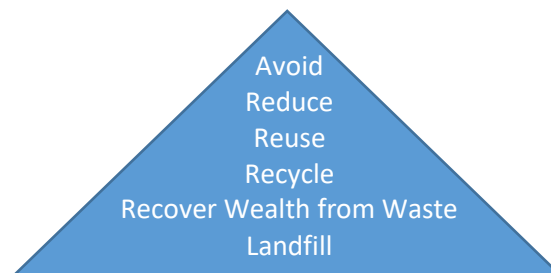 Avoid
Reduce
Reuse
Recycle
Recover Wealth from Waste
Landfill